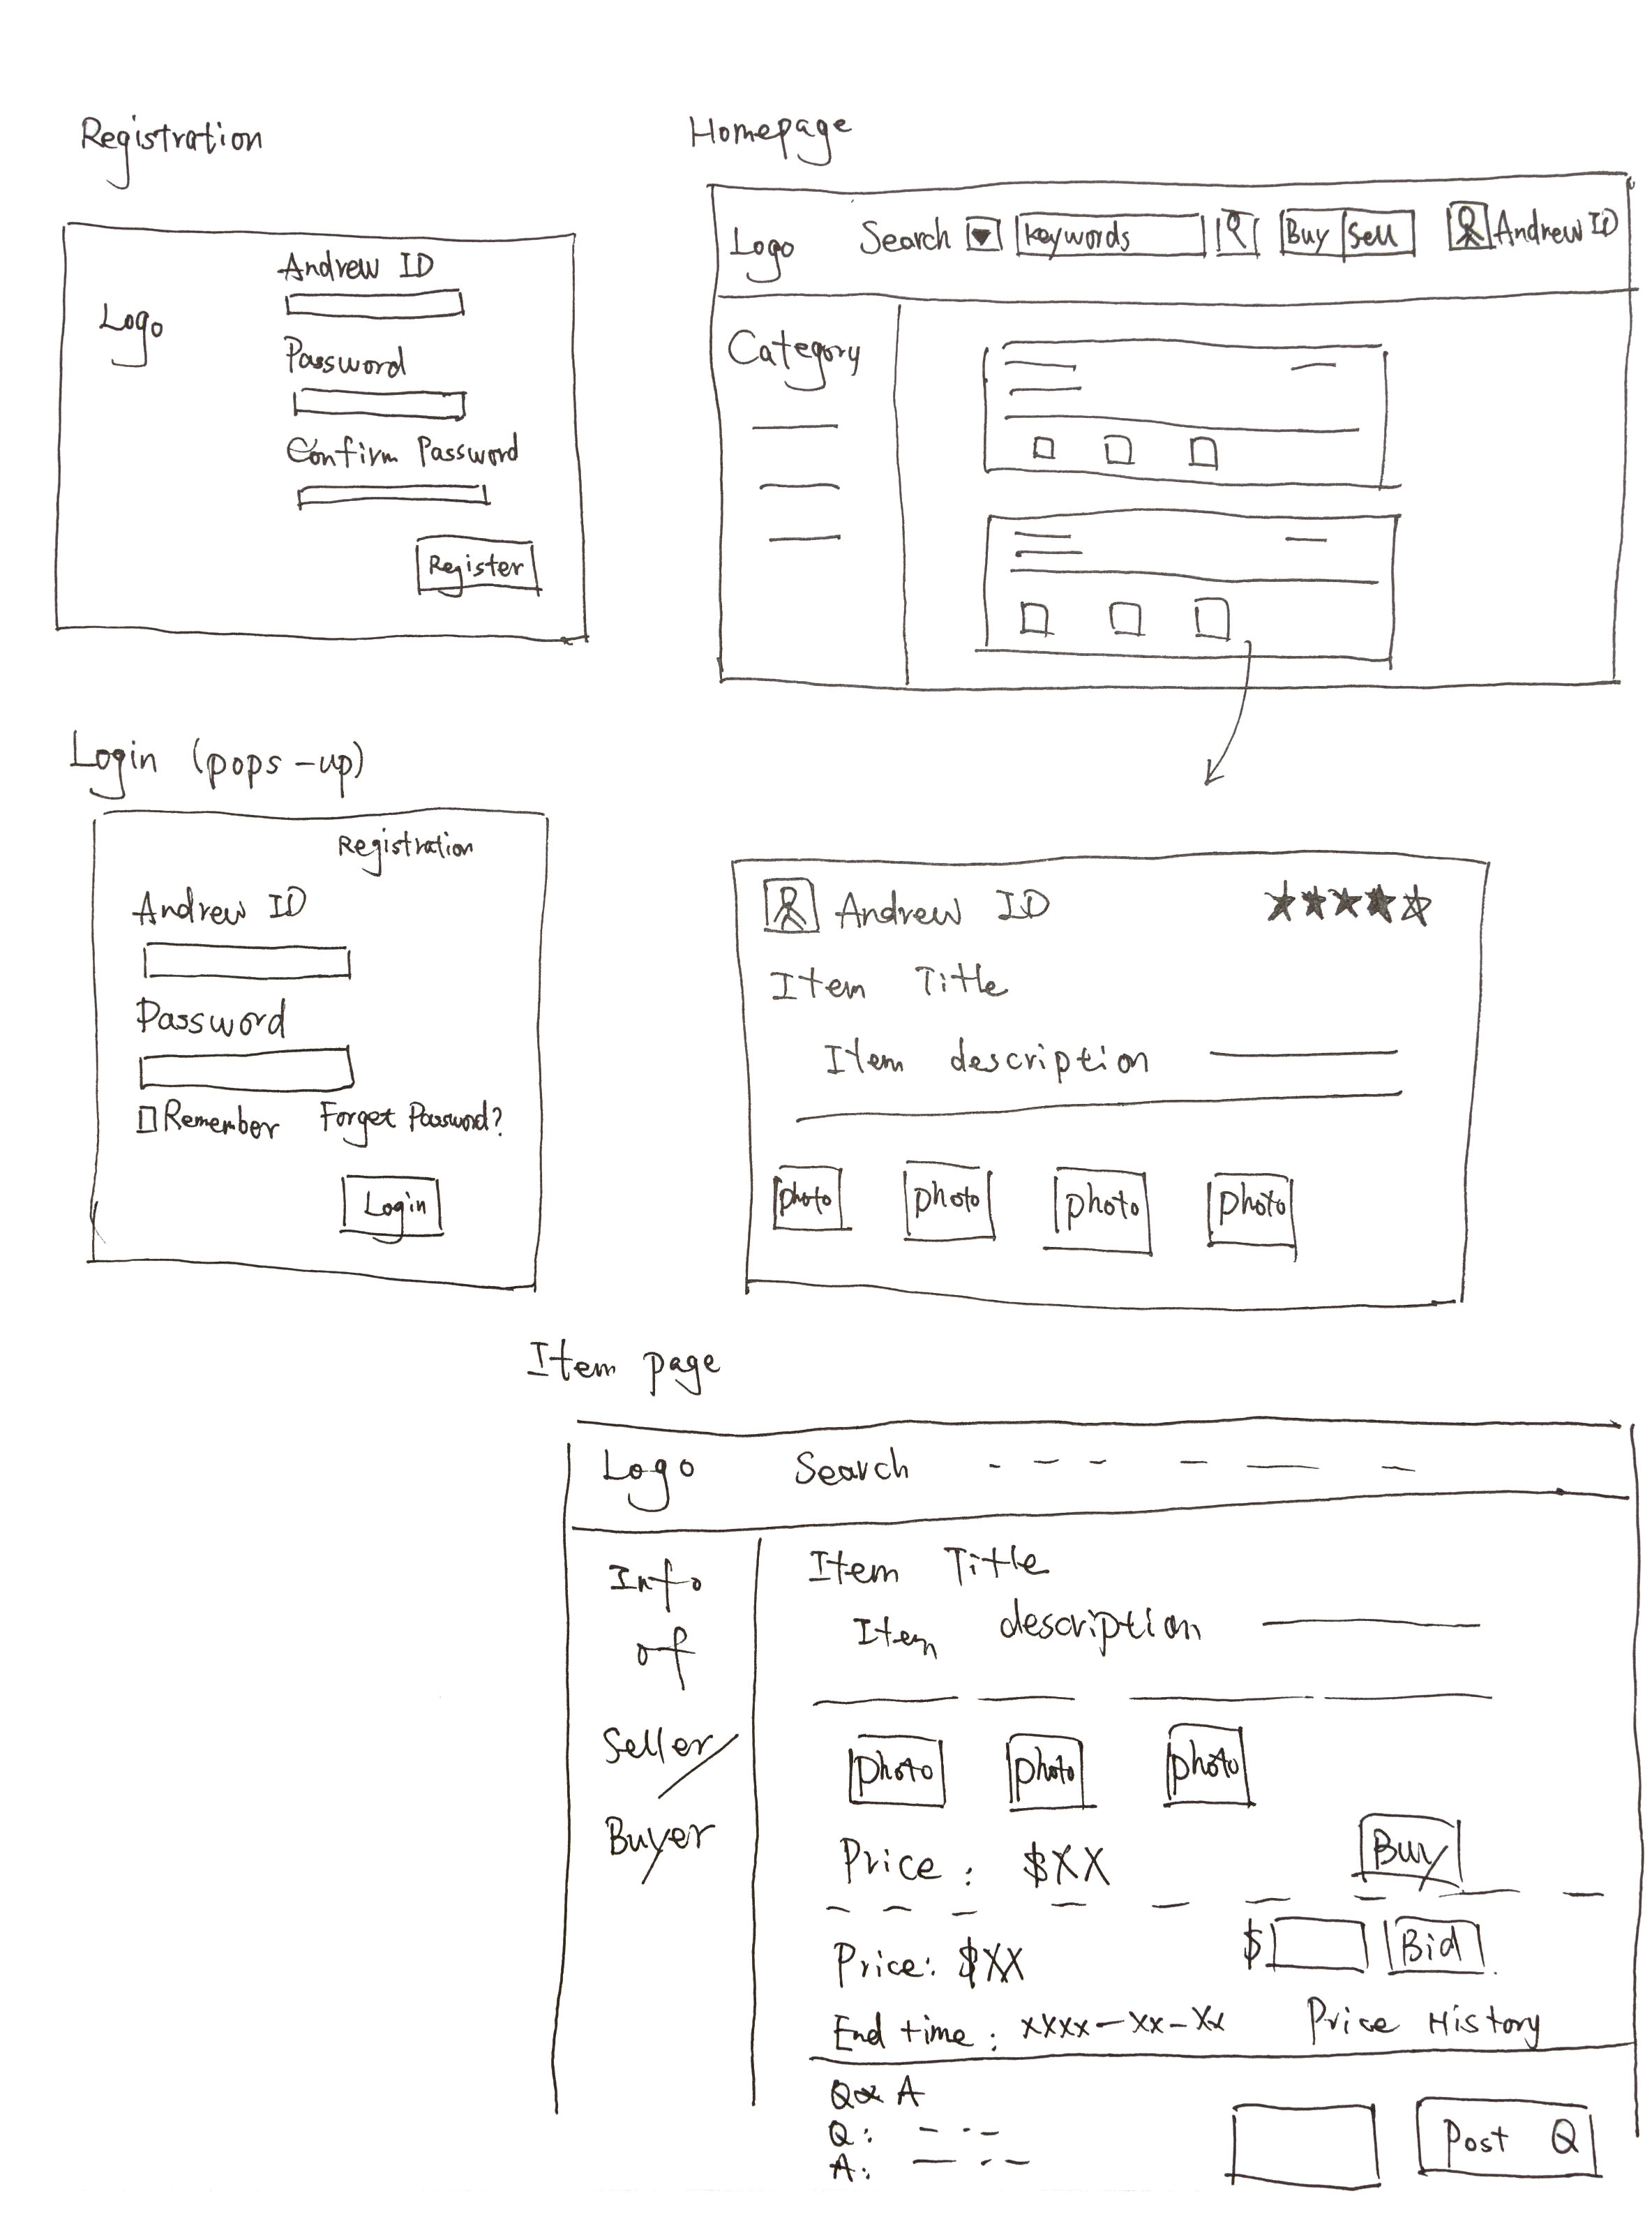 Registration
Logo
Andrew ID
Password
Confirm Password
Register
Homepage
Logo Search keywords Buy Sell Andrew ID
Category
Login (pops-up)
Registration
Andrew ID
Password
Remember Forget Password?
Login
Andrew ID
Item Title
Item description
photo photo photo photo
Item page
Logo Search
Info
of
Seller/
Buyer
Item Title
Item description
photo photo photo
Price: $XX Buy
Price: $XX $ Bid
End time: xxxx-xx-xx Price History
Q&A
Q:
A:
Post Q